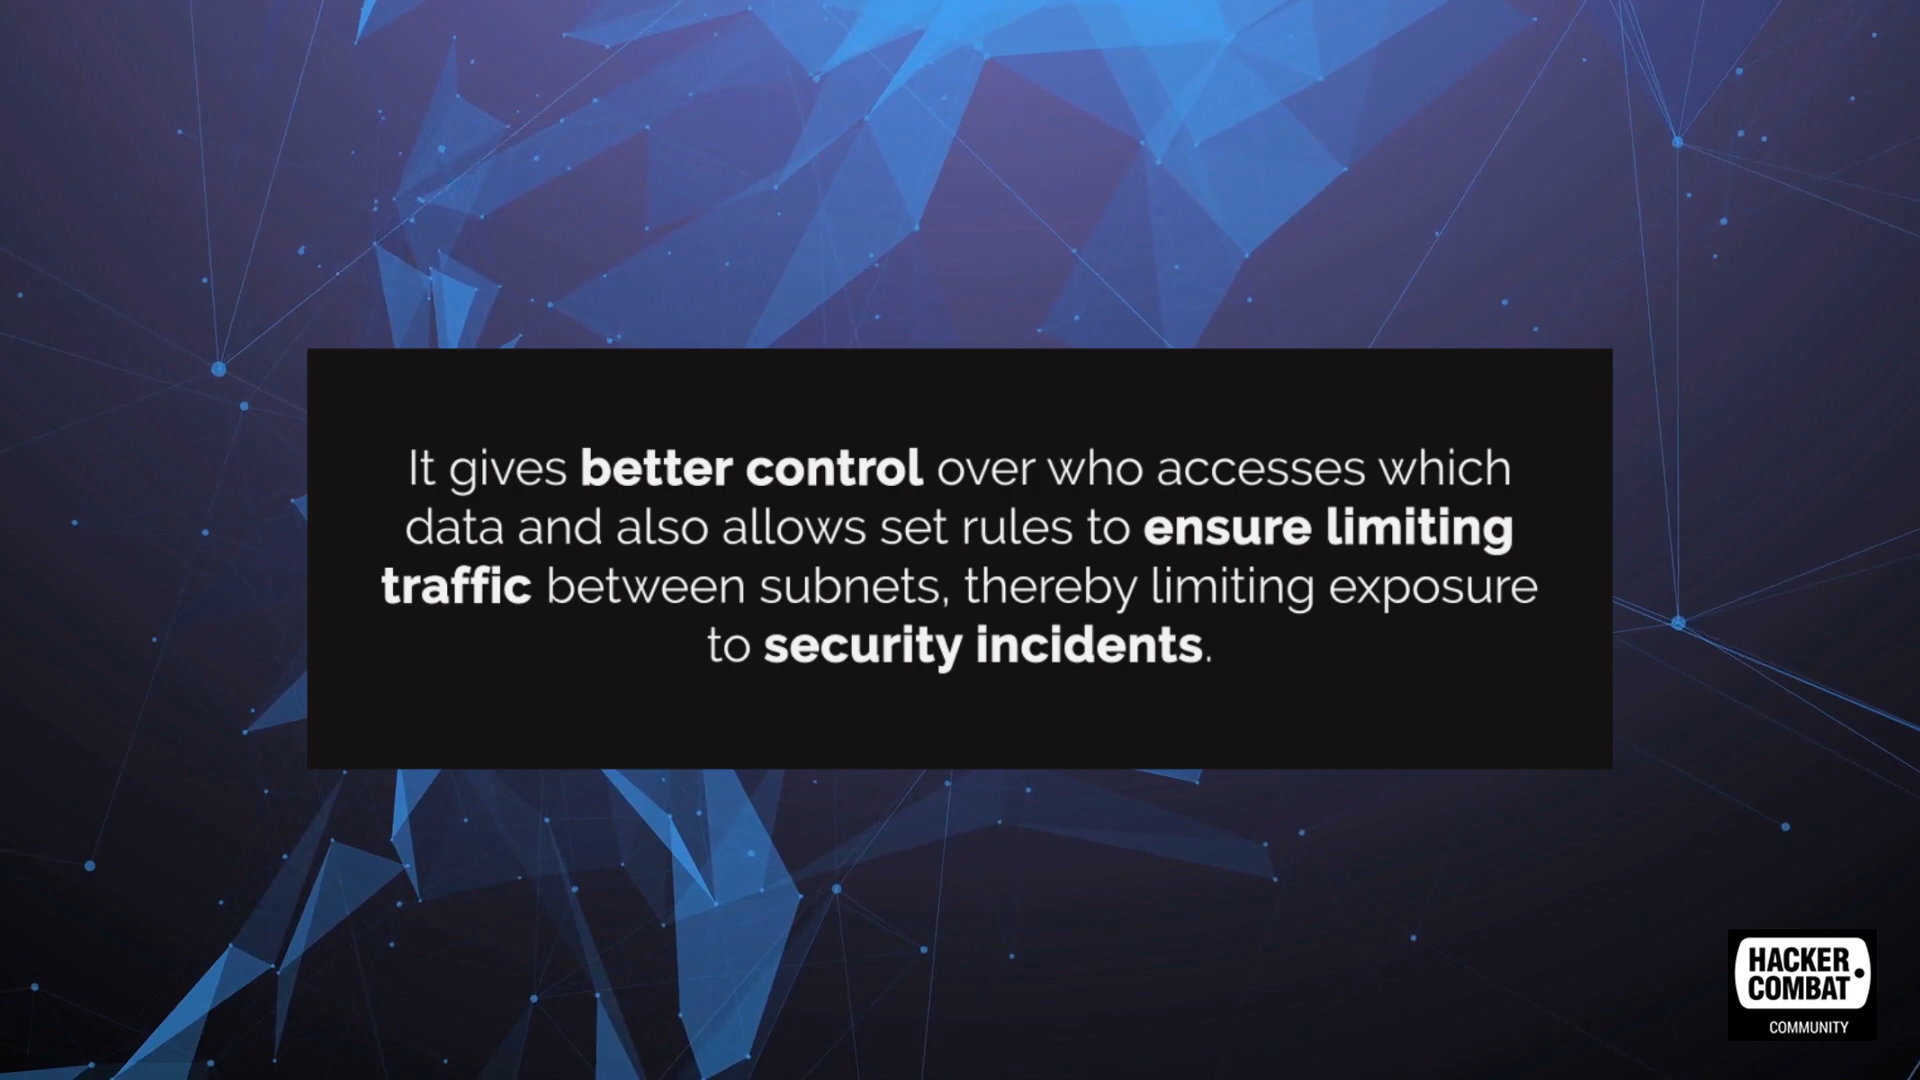 It gives better control over who accesses which
data and also allows set rules to ensure limiting
traffic between subnets, thereby limiting exposure
to security incidents.
HACKER
COMBAT
COMMUNITY